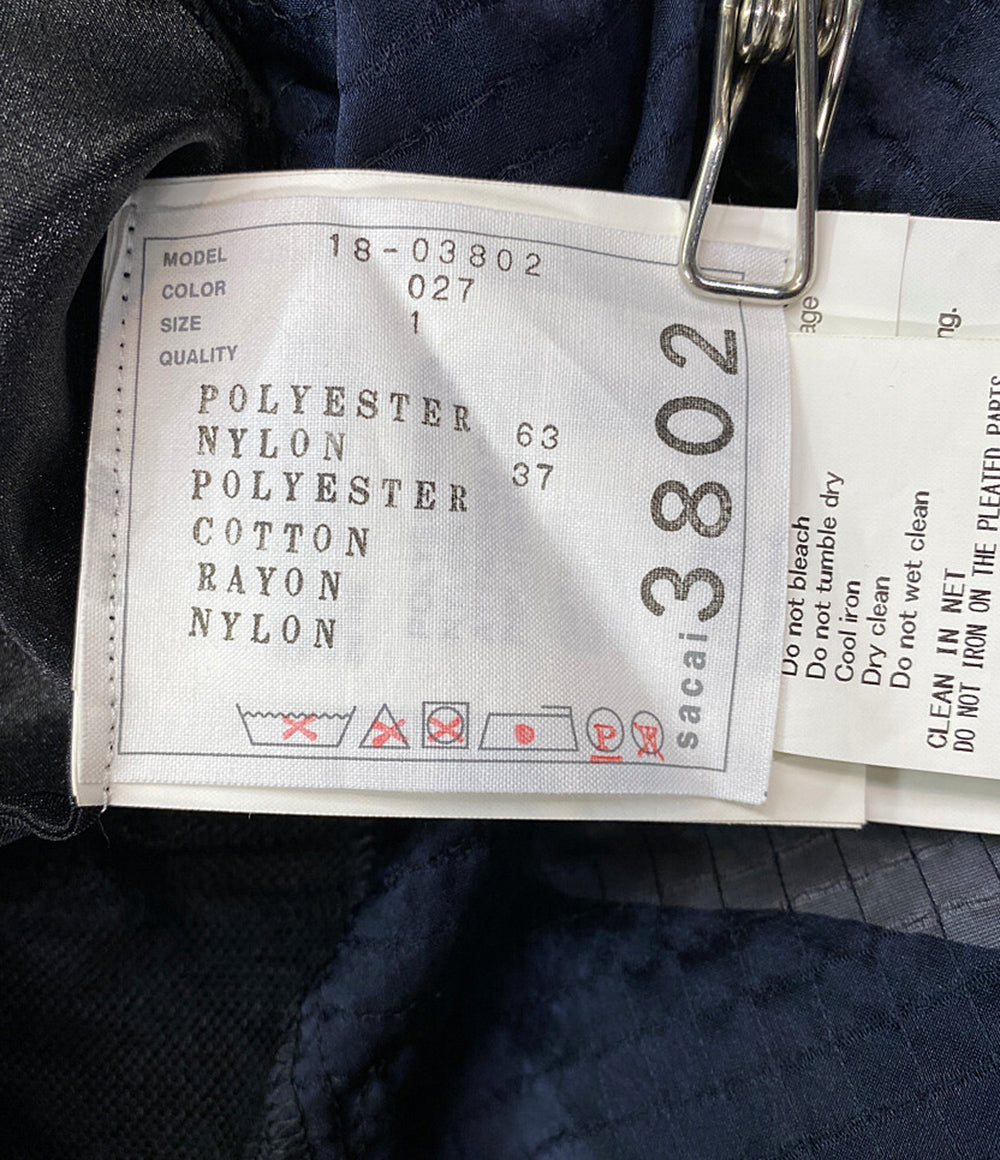 MODEL 18-03802
COLOR 027
SIZE 1
QUALITY
POLYESTER 63
NYLON 37
POLYESTER
COTTON
RAYON
NYLON
P
sacai 3802
age
ng.
Do not bleach
Do not tumble dry
Cool iron
Dry clean
Do not wet clean
CLEAN IN NET
DO NOT IRON ON THE PLEATED PARTS